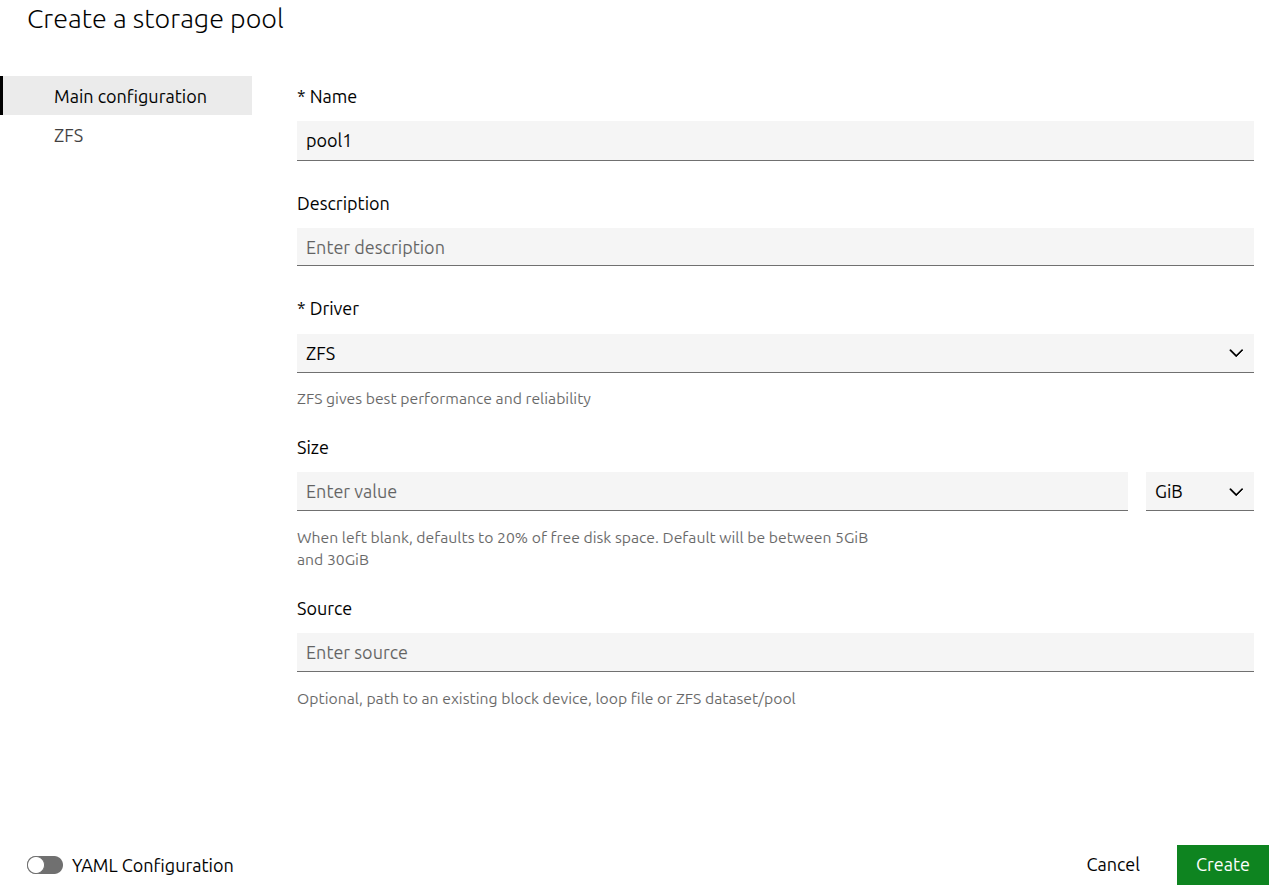 Create a storage pool
Main configuration
ZFS
* Name
pool1
Description
Enter description
* Driver
ZFS
ZFS gives best performance and reliability
Size
Enter value
GiB
When left blank, defaults to 20% of free disk space. Default will be between 5GiB
and 30GiB
Source
Enter source
Optional, path to an existing block device, loop file or ZFS dataset/pool
YAML Configuration
Cancel
Create